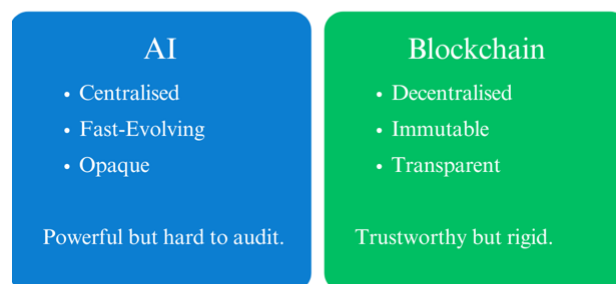 AI
• Centralised
• Fast-Evolving
• Opaque
Powerful but hard to audit.
Blockchain
• Decentralised
• Immutable
• Transparent
Trustworthy but rigid.